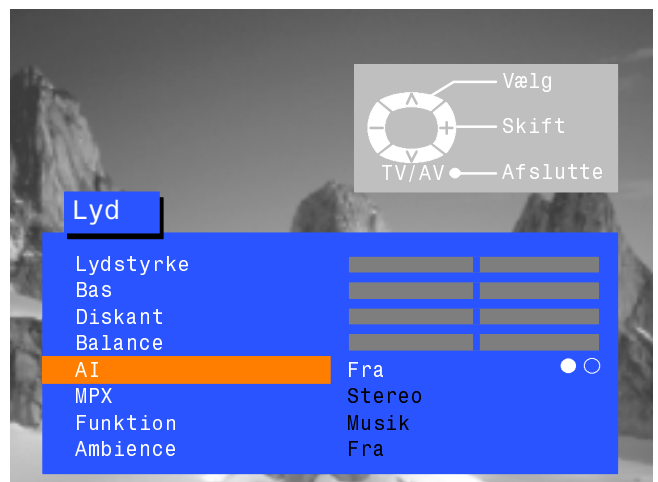 Vælg
Skift
TV/AV Afslutte
Lyd
Lydstyrke
Bas
Diskant
Balance
AI Fra
MPX Stereo
Funktion Musik
Ambience Fra